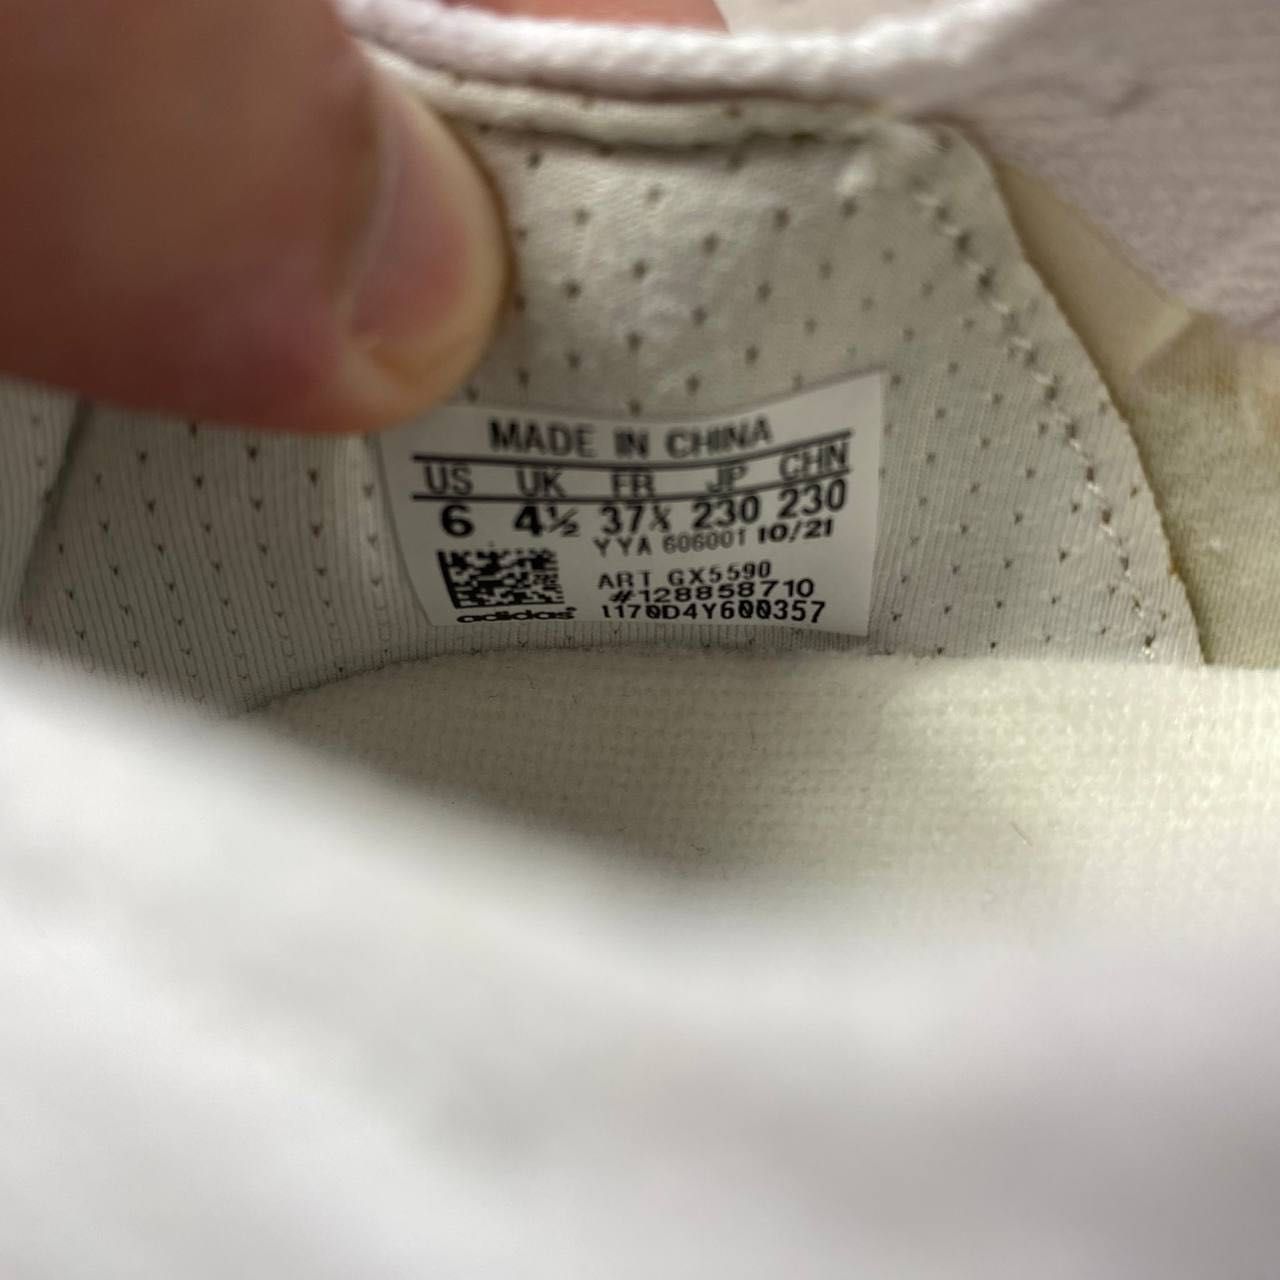 MADE IN CHINA
US UK FR JP CHN
6 4½ 37⅓ 230 230
YYA 606001 10/21
ART GX5590
#128858710
adidas 1170D4Y600357